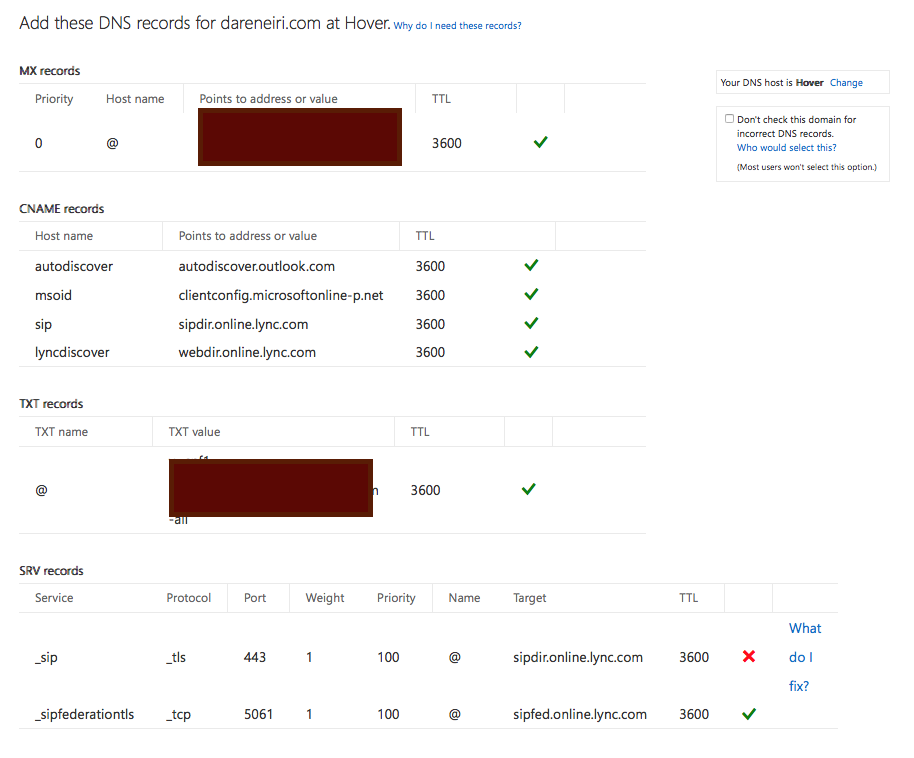 Add these DNS records for dareneiri.com at Hover. Why do I need these records?
MX records
Priority Host name Points to address or value TTL
0 @ 3600
Your DNS host is Hover Change
Don't check this domain for
incorrect DNS records.
Who would select this?
(Most users won't select this option.)
CNAME records
Host name Points to address or value TTL
autodiscover autodiscover.outlook.com 3600
msoid clientconfig.microsoftonline-p.net 3600
sip sipdir.online.lync.com 3600
lyncdiscover webdir.online.lync.com 3600
TXT records
TXT name TXT value TTL
@ 3600
-all
SRV records
Service Protocol Port Weight Priority Name Target TTL
_sip _tls 443 1 100 @ sipdir.online.lync.com 3600 What do I fix?
_sipfederationtls _tcp 5061 1 100 @ sipfed.online.lync.com 3600